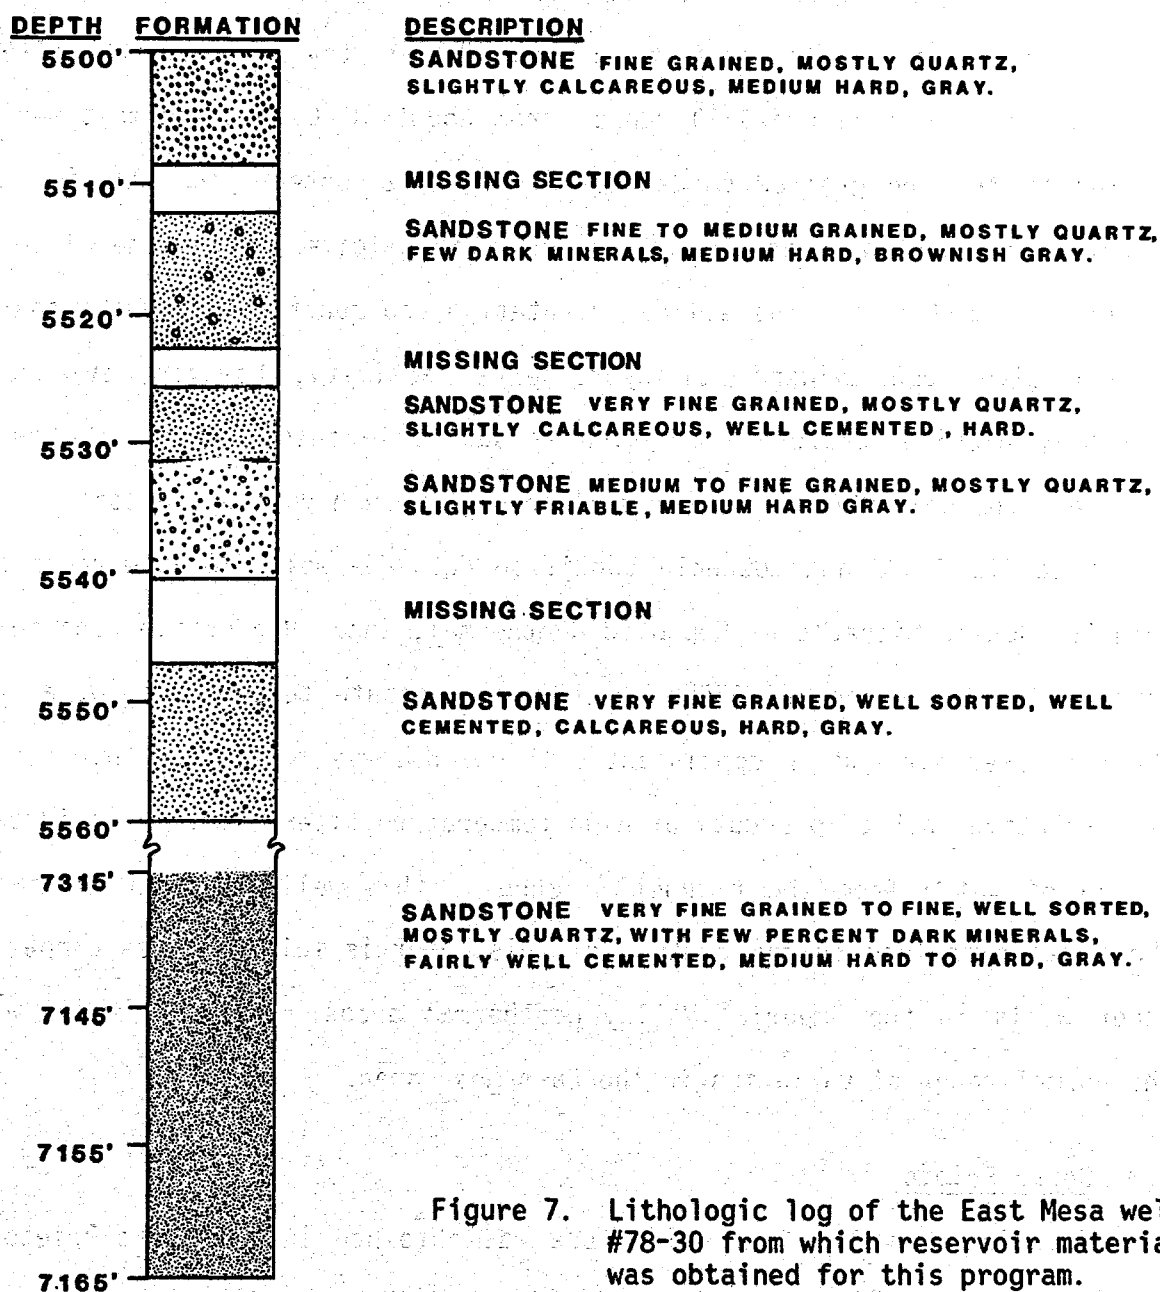 DEPTH FORMATION DESCRIPTION
5500' SANDSTONE FINE GRAINED, MOSTLY QUARTZ,
SLIGHTLY CALCAREOUS, MEDIUM HARD, GRAY.
5510' MISSING SECTION
SANDSTONE FINE TO MEDIUM GRAINED, MOSTLY QUARTZ,
FEW DARK MINERALS, MEDIUM HARD, BROWNISH GRAY.
5520'
MISSING SECTION
SANDSTONE VERY FINE GRAINED, MOSTLY QUARTZ,
SLIGHTLY CALCAREOUS, WELL CEMENTED, HARD.
5530'
SANDSTONE MEDIUM TO FINE GRAINED, MOSTLY QUARTZ,
SLIGHTLY FRIABLE, MEDIUM HARD GRAY.
5540'
MISSING SECTION
5550' SANDSTONE VERY FINE GRAINED, WELL SORTED, WELL
CEMENTED, CALCAREOUS, HARD, GRAY.
5560'
7315'
SANDSTONE VERY FINE GRAINED TO FINE, WELL SORTED,
MOSTLY QUARTZ, WITH FEW PERCENT DARK MINERALS,
FAIRLY WELL CEMENTED, MEDIUM HARD TO HARD, GRAY.
7145'
7155'
Figure 7. Lithologic log of the East Mesa we
#78-30 from which reservoir materia
7165' was obtained for this program.